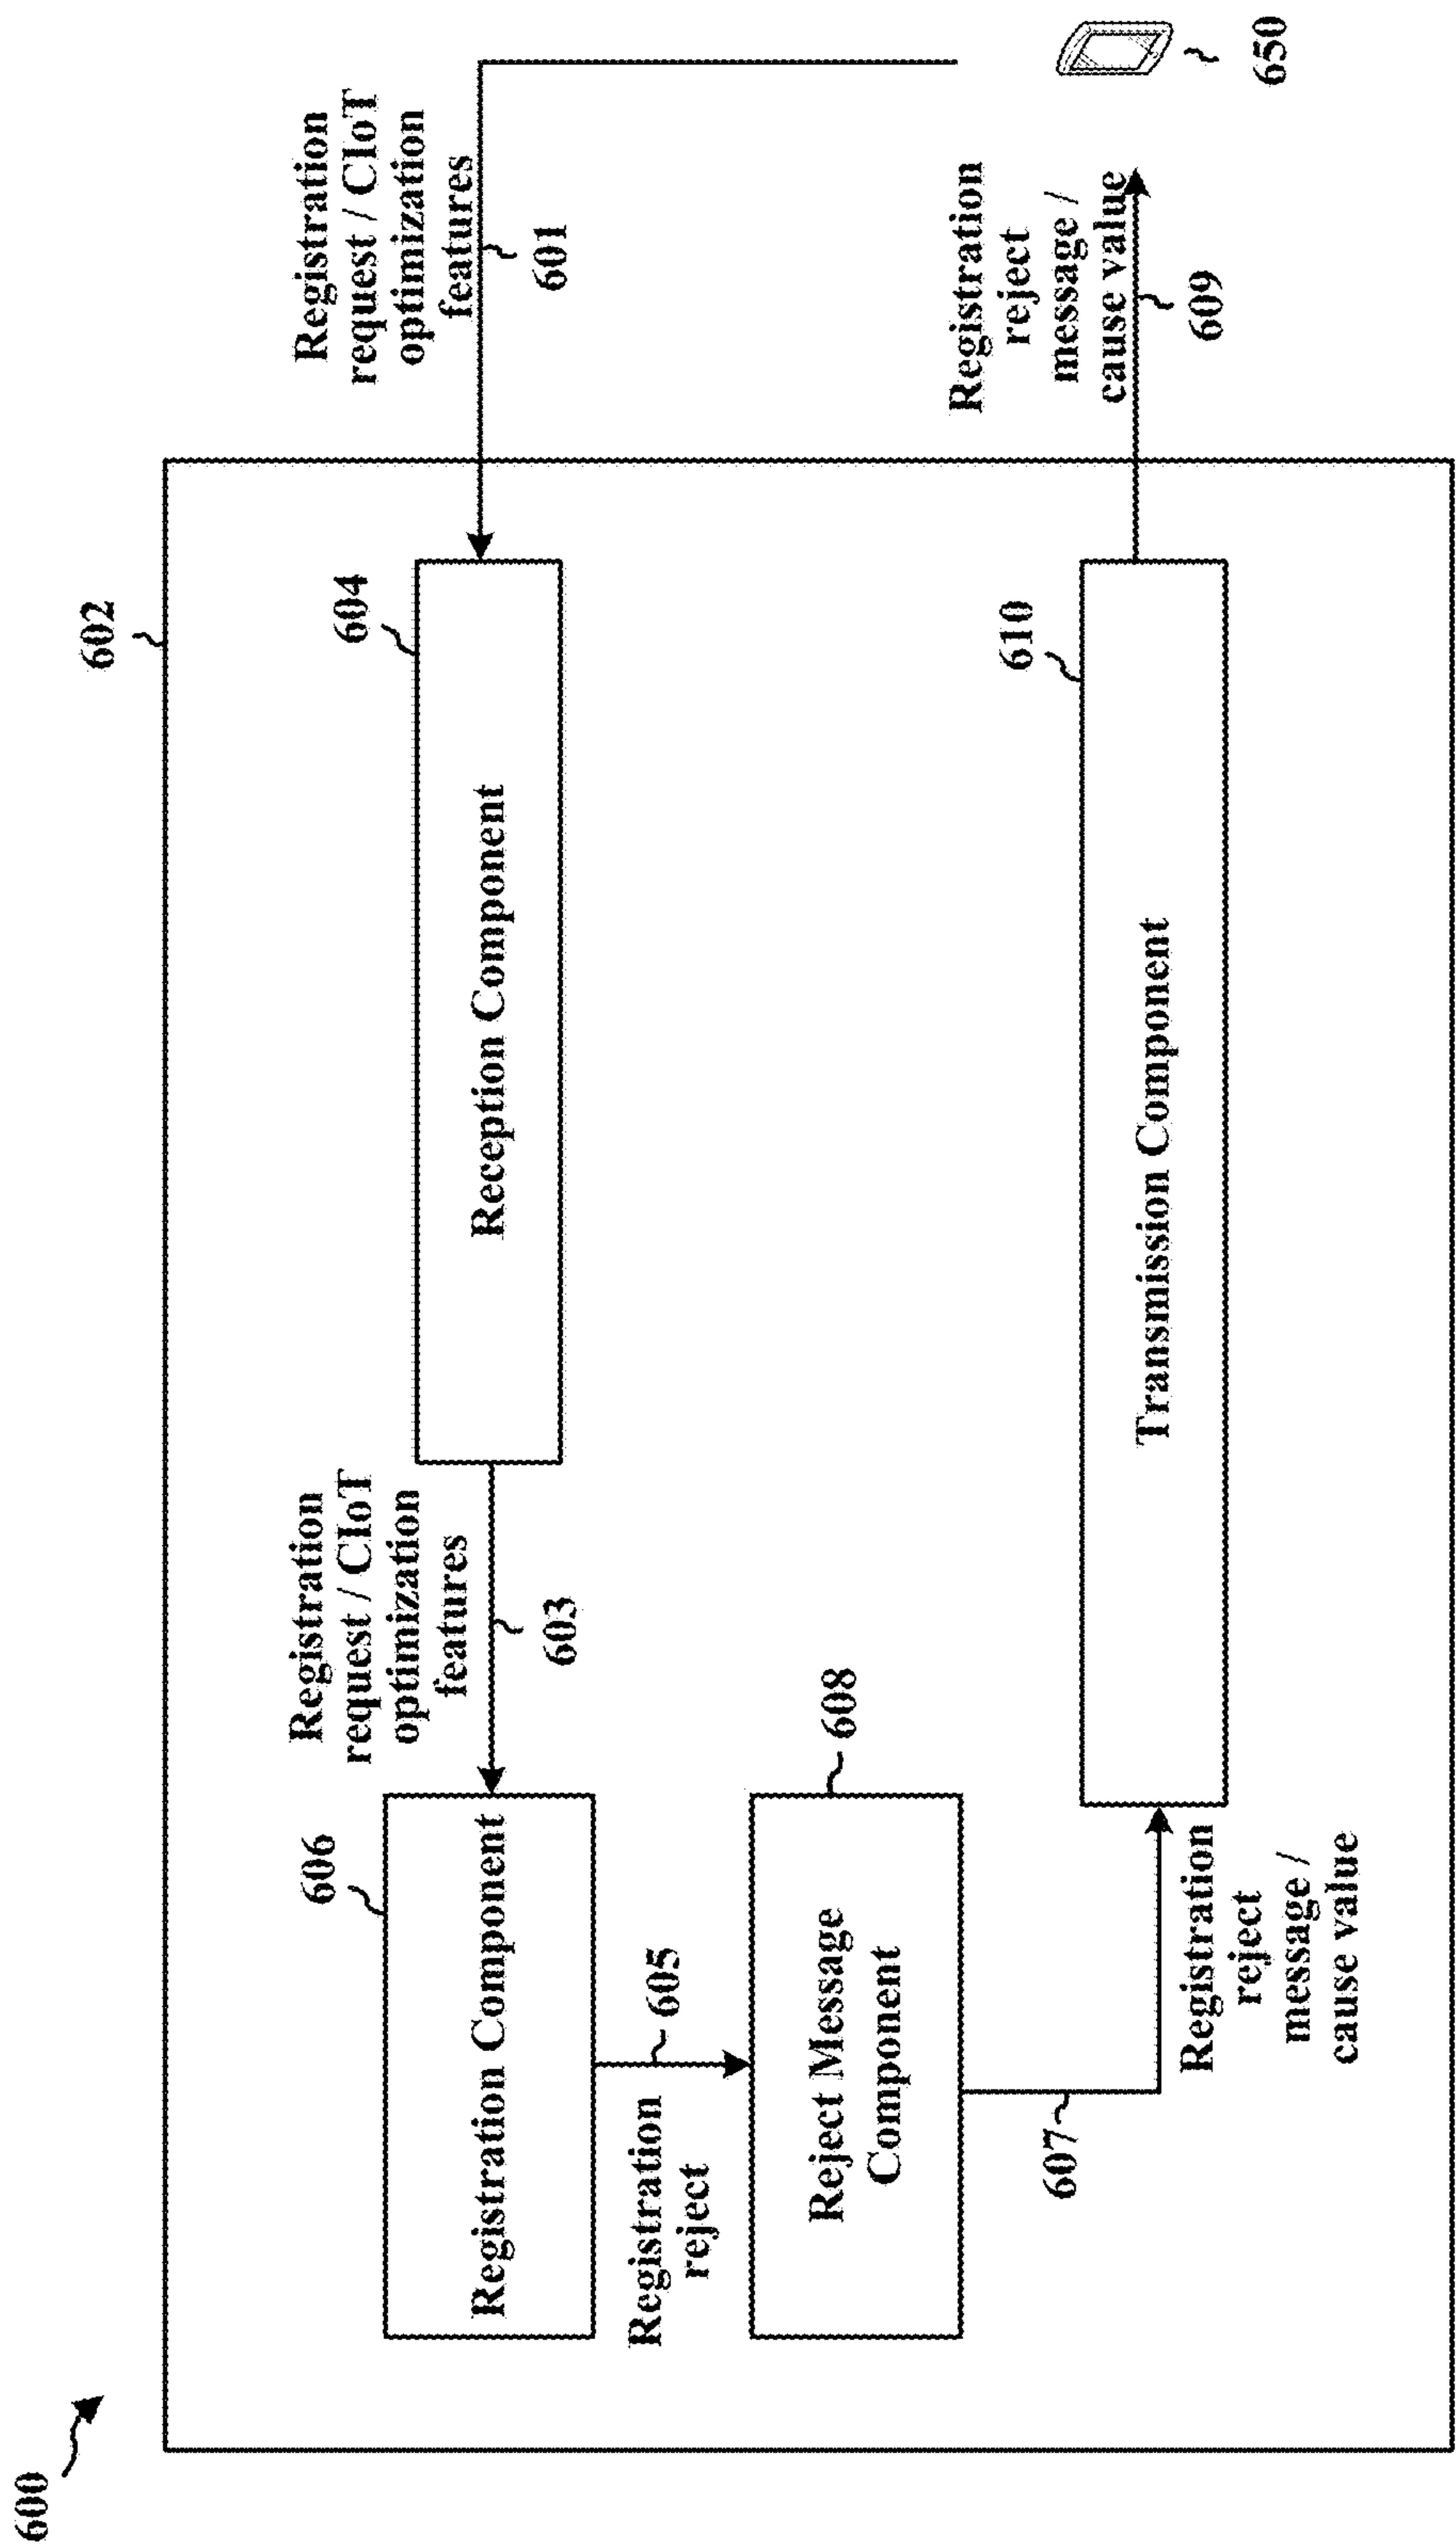 600
602
Registration
request / CIoT
optimization
features
603
Registration
request / CIoT
optimization
features
601
606
Registration Component
604
Reception Component
Registration
reject
605
Reject Message
Component
608
607
Registration
reject
message /
cause value
610
Transmission Component
Registration
reject
message /
cause value
609
650